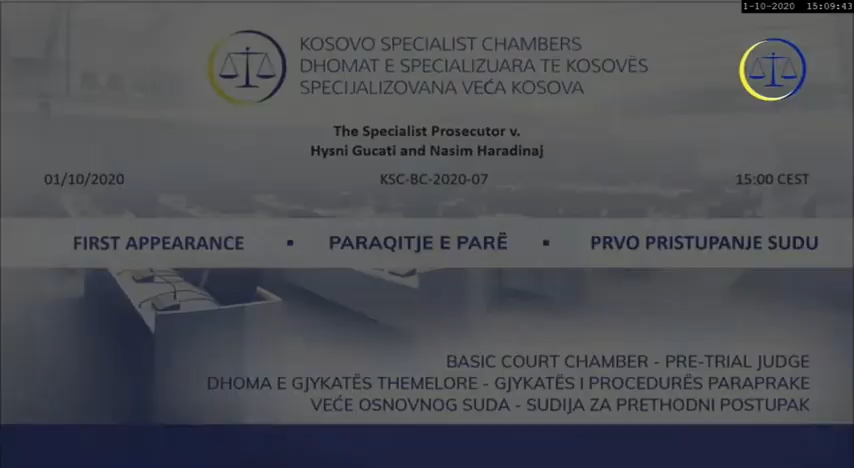 1-10-2020 15:09:43
KOSOVO SPECIALIST CHAMBERS
DHOMAT E SPECIALIZUARA TE KOSOVËS
SPECIJALIZOVANA VEĆA KOSOVA
The Specialist Prosecutor v.
Hysni Gucati and Nasim Haradinaj
01/10/2020 KSC-BC-2020-07 15:00 CEST
FIRST APPEARANCE ▪ PARAQITJE E PARË ▪ PRVO PRISTUPANJE SUDU
BASIC COURT CHAMBER - PRE-TRIAL JUDGE
DHOMA E GJYKATËS THEMELORE - GJYKATËS I PROCEDURËS PARAPRAKE
VEĆE OSNOVNOG SUDA - SUDIJA ZA PRETHODNI POSTUPAK